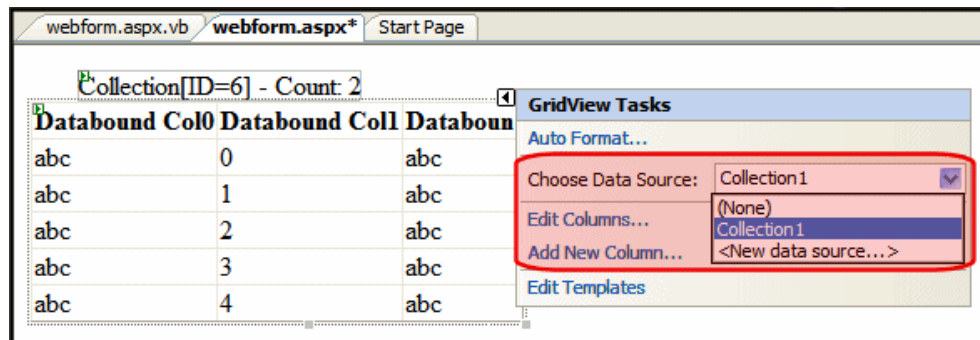 webform.aspx.vb webform.aspx* Start Page
Collection[ID=6] - Count: 2
Databound Col0 Databound Col1 Databoun
abc 0 abc
abc 1 abc
abc 2 abc
abc 3 abc
abc 4 abc
GridView Tasks
Auto Format...
Choose Data Source: Collection1
(None)
Collection1
<New data source...>
Edit Columns...
Add New Column...
Edit Templates